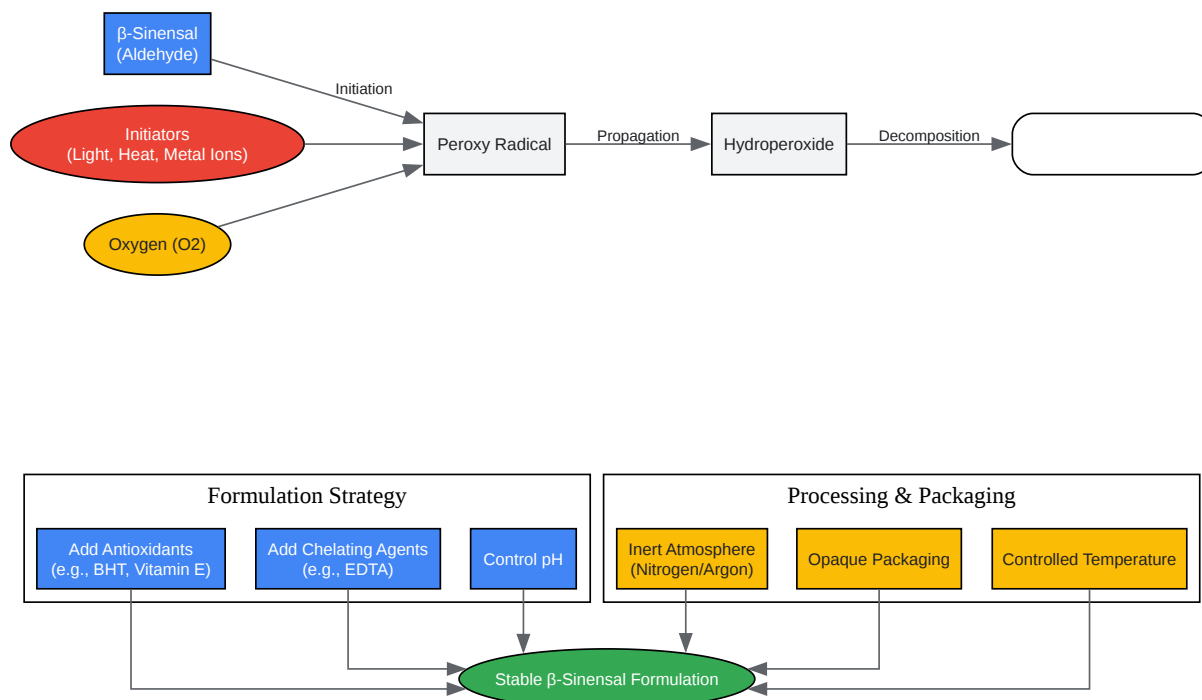 β-Sinensal
(Aldehyde)
Initiation
Initiators
(Light, Heat, Metal Ions)
Peroxy Radical
Propagation
Hydroperoxide
Decomposition
Oxygen (O2)
Formulation Strategy
Add Antioxidants
(e.g., BHT, Vitamin E)
Add Chelating Agents
(e.g., EDTA)
Control pH
Processing & Packaging
Inert Atmosphere
(Nitrogen/Argon)
Opaque Packaging
Controlled Temperature
Stable β-Sinensal Formulation